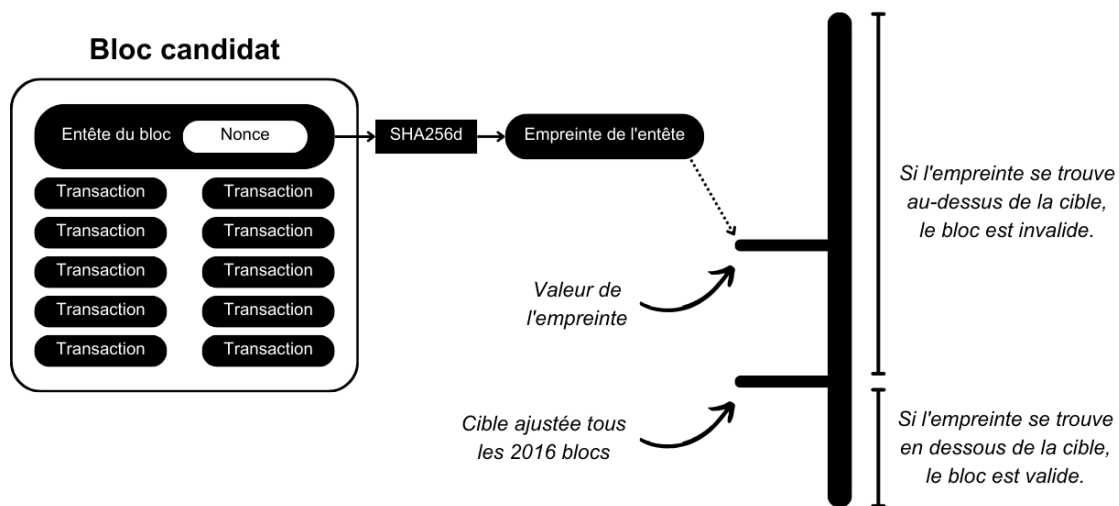 Bloc candidat
Entête du bloc
Nonce
SHA256d
Empreinte de l'entête
Transaction
Transaction
Transaction
Transaction
Transaction
Transaction
Transaction
Transaction
Transaction
Transaction
Valeur de
l'empreinte
Cible ajustée tous
les 2016 blocs
Si l'empreinte se trouve
au-dessus de la cible,
le bloc est invalide.
Si l'empreinte se trouve
en dessous de la cible,
le bloc est valide.